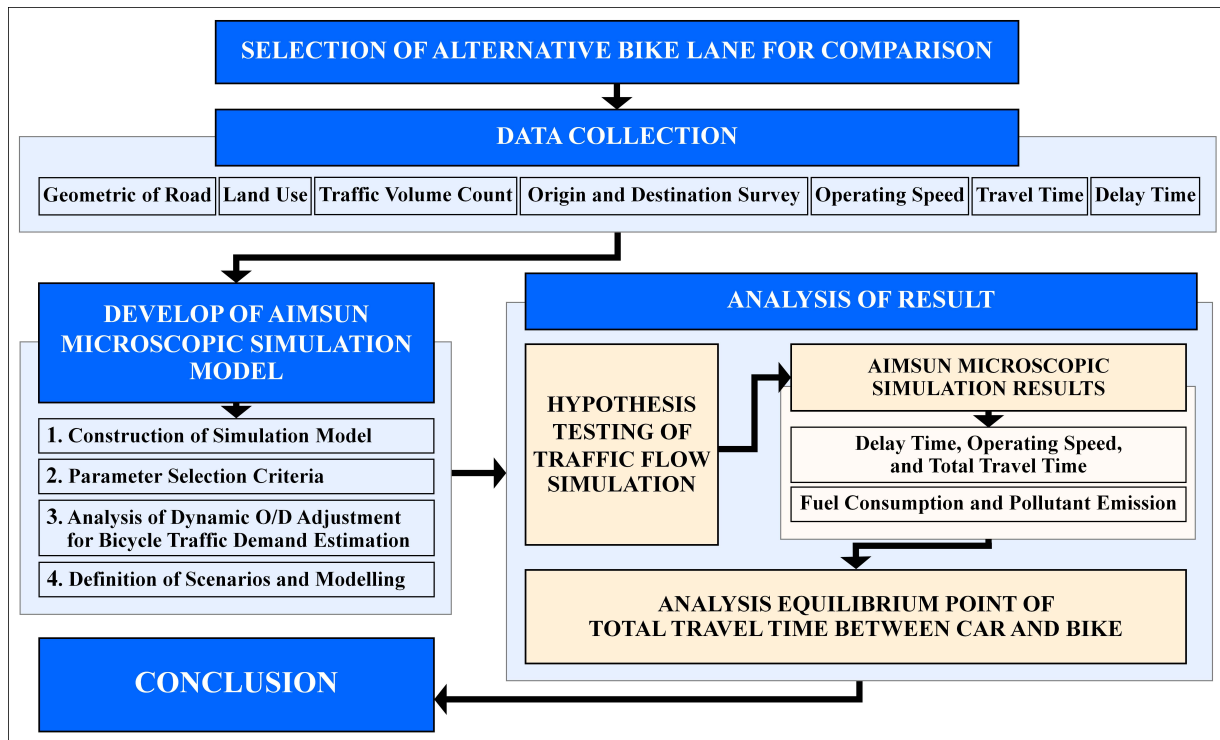 SELECTION OF ALTERNATIVE BIKE LANE FOR COMPARISON
DATA COLLECTION
Geometric of Road
Land Use
Traffic Volume Count
Origin and Destination Survey
Operating Speed
Travel Time
Delay Time
DEVELOP OF AIMSUN
MICROSCOPIC SIMULATION
MODEL
1. Construction of Simulation Model
2. Parameter Selection Criteria
3. Analysis of Dynamic O/D Adjustment
for Bicycle Traffic Demand Estimation
4. Definition of Scenarios and Modelling
ANALYSIS OF RESULT
HYPOTHESIS
TESTING OF
TRAFFIC FLOW
SIMULATION
AIMSUN MICROSCOPIC
SIMULATION RESULTS
Delay Time, Operating Speed,
and Total Travel Time
Fuel Consumption and Pollutant Emission
ANALYSIS EQUILIBRIUM POINT OF
TOTAL TRAVEL TIME BETWEEN CAR AND BIKE
CONCLUSION